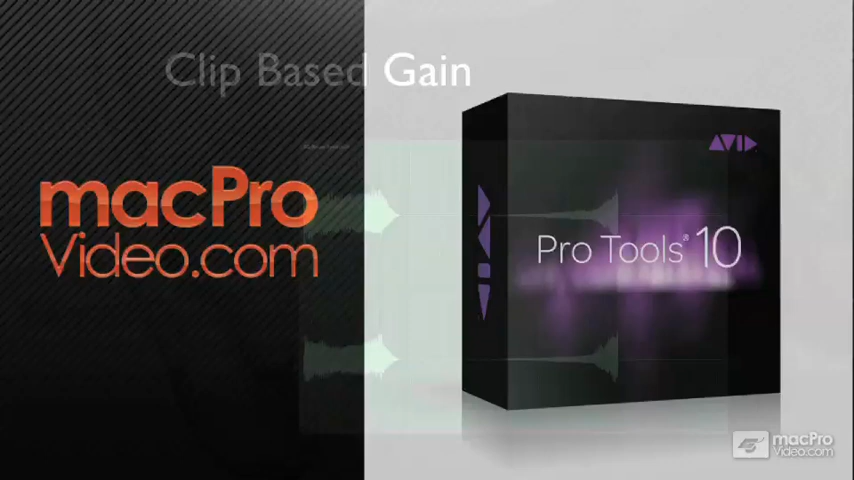 Clip Based Gain
AVID
macPro
Video.com
Pro Tools® 10
macPro
Video.com